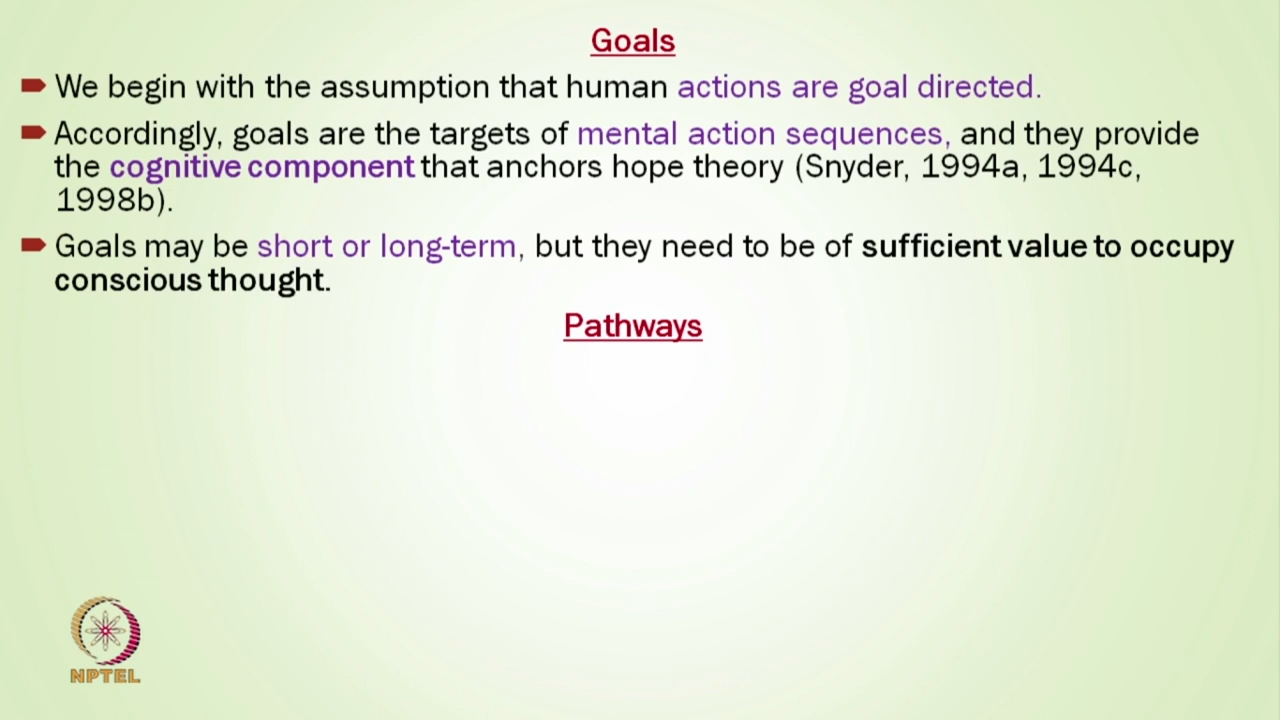 Goals
We begin with the assumption that human actions are goal directed.
Accordingly, goals are the targets of mental action sequences, and they provide
the cognitive component that anchors hope theory (Snyder, 1994a, 1994c,
1998b).
Goals may be short or long-term, but they need to be of sufficient value to occupy
conscious thought.
Pathways
NPTEL